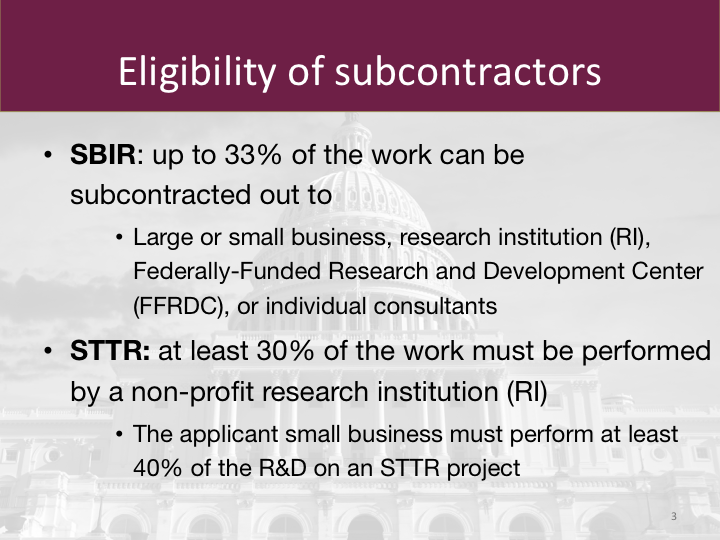 Eligibility of subcontractors
• SBIR: up to 33% of the work can be
subcontracted out to
• Large or small business, research institution (RI),
Federally-Funded Research and Development Center
(FFRDC), or individual consultants
• STTR: at least 30% of the work must be performed
by a non-profit research institution (RI)
• The applicant small business must perform at least
40% of the R&D on an STTR project
3